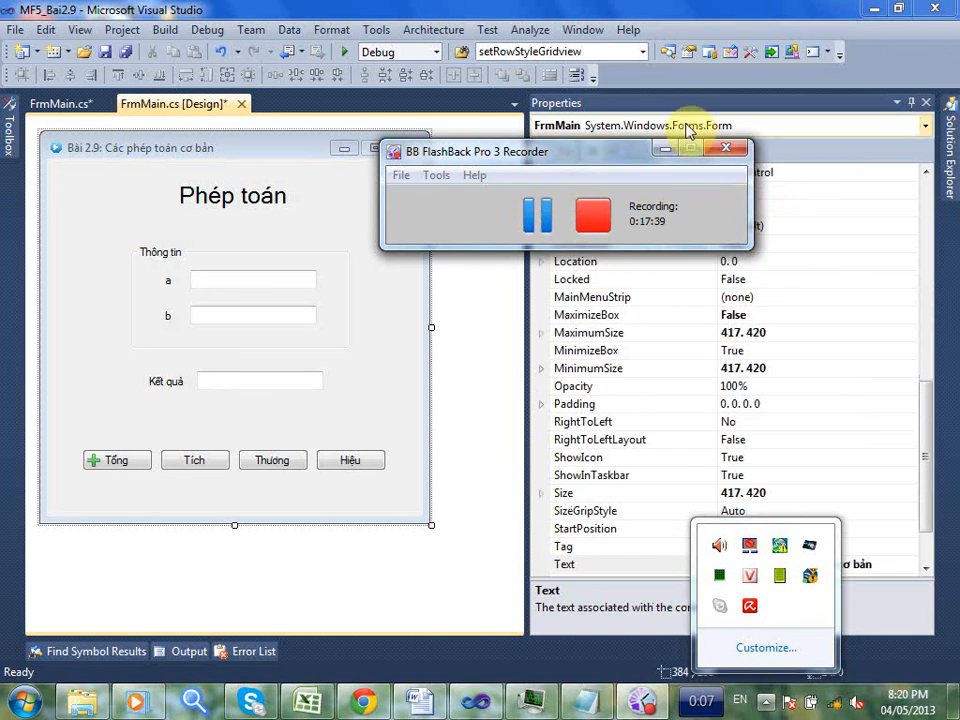 MF5_Bai2.9 - Microsoft Visual Studio
File Edit View Project Build Debug Team Data Format Tools Architecture Test Analyze Window Help
Debug
setRowStyleGridview
FrmMain.cs*
FrmMain.cs [Design]*
Toolbox
Solution Explorer
Properties
FrmMain System.Windows.Forms.Form
Bài 2.9: Các phép toán cơ bản
Phép toán
Thông tin
a
b
Kết quả
Tổng
Tích
Thương
Hiệu
BB FlashBack Pro 3 Recorder
File Tools Help
Recording:
0:17:39
Location 0. 0
Locked False
MainMenuStrip (none)
MaximizeBox False
MaximumSize 417. 420
MinimizeBox True
MinimumSize 417. 420
Opacity 100%
Padding 0. 0. 0. 0
RightToLeft No
RightToLeftLayout False
ShowIcon True
ShowInTaskbar True
Size 417. 420
SizeGripStyle Auto
StartPosition
Tag
Text ơ bản
Text
The text associated with the con
Customize...
Find Symbol Results
Output
Error List
Ready
0:07
EN
8:20 PM
04/05/2013